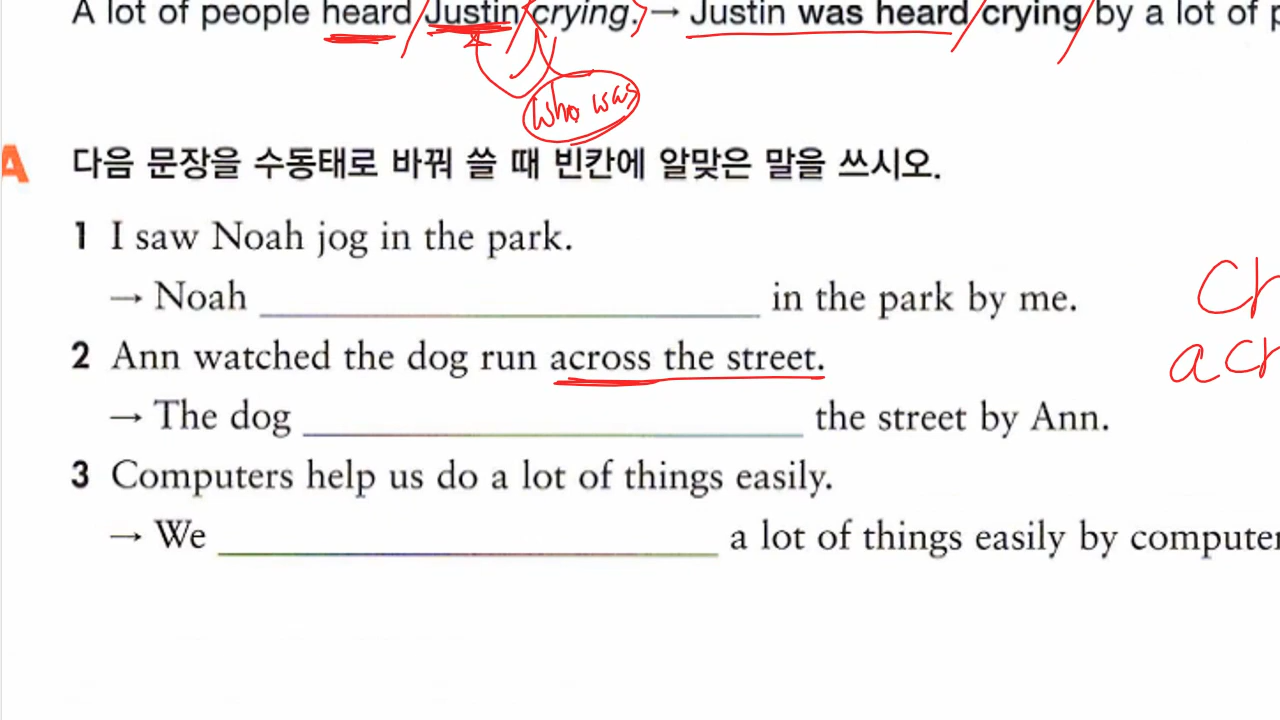 A lot of people heard Justin crying. → Justin was heard crying by a lot of
who was
A 다음 문장을 수동태로 바꿔 쓸 때 빈칸에 알맞은 말을 쓰시오.
1 I saw Noah jog in the park.
→ Noah in the park by me.
2 Ann watched the dog run across the street.
→ The dog the street by Ann.
3 Computers help us do a lot of things easily.
→ We a lot of things easily by